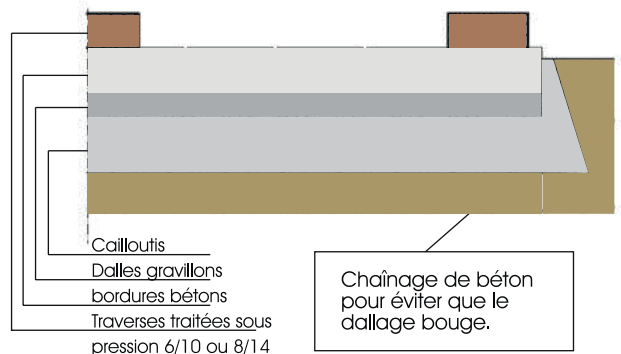 Cailloutis
Dalles gravillons
bordures bétons
Traverses traitées sous
pression 6/10 ou 8/14
Chaînage de béton
pour éviter que le
dallage bouge.